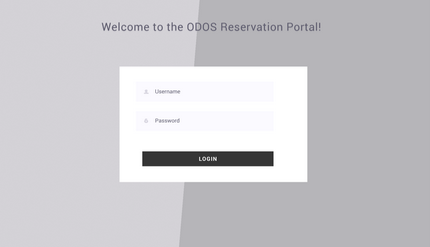 Welcome to the ODOS Reservation Portal!
Username
Password
LOGIN